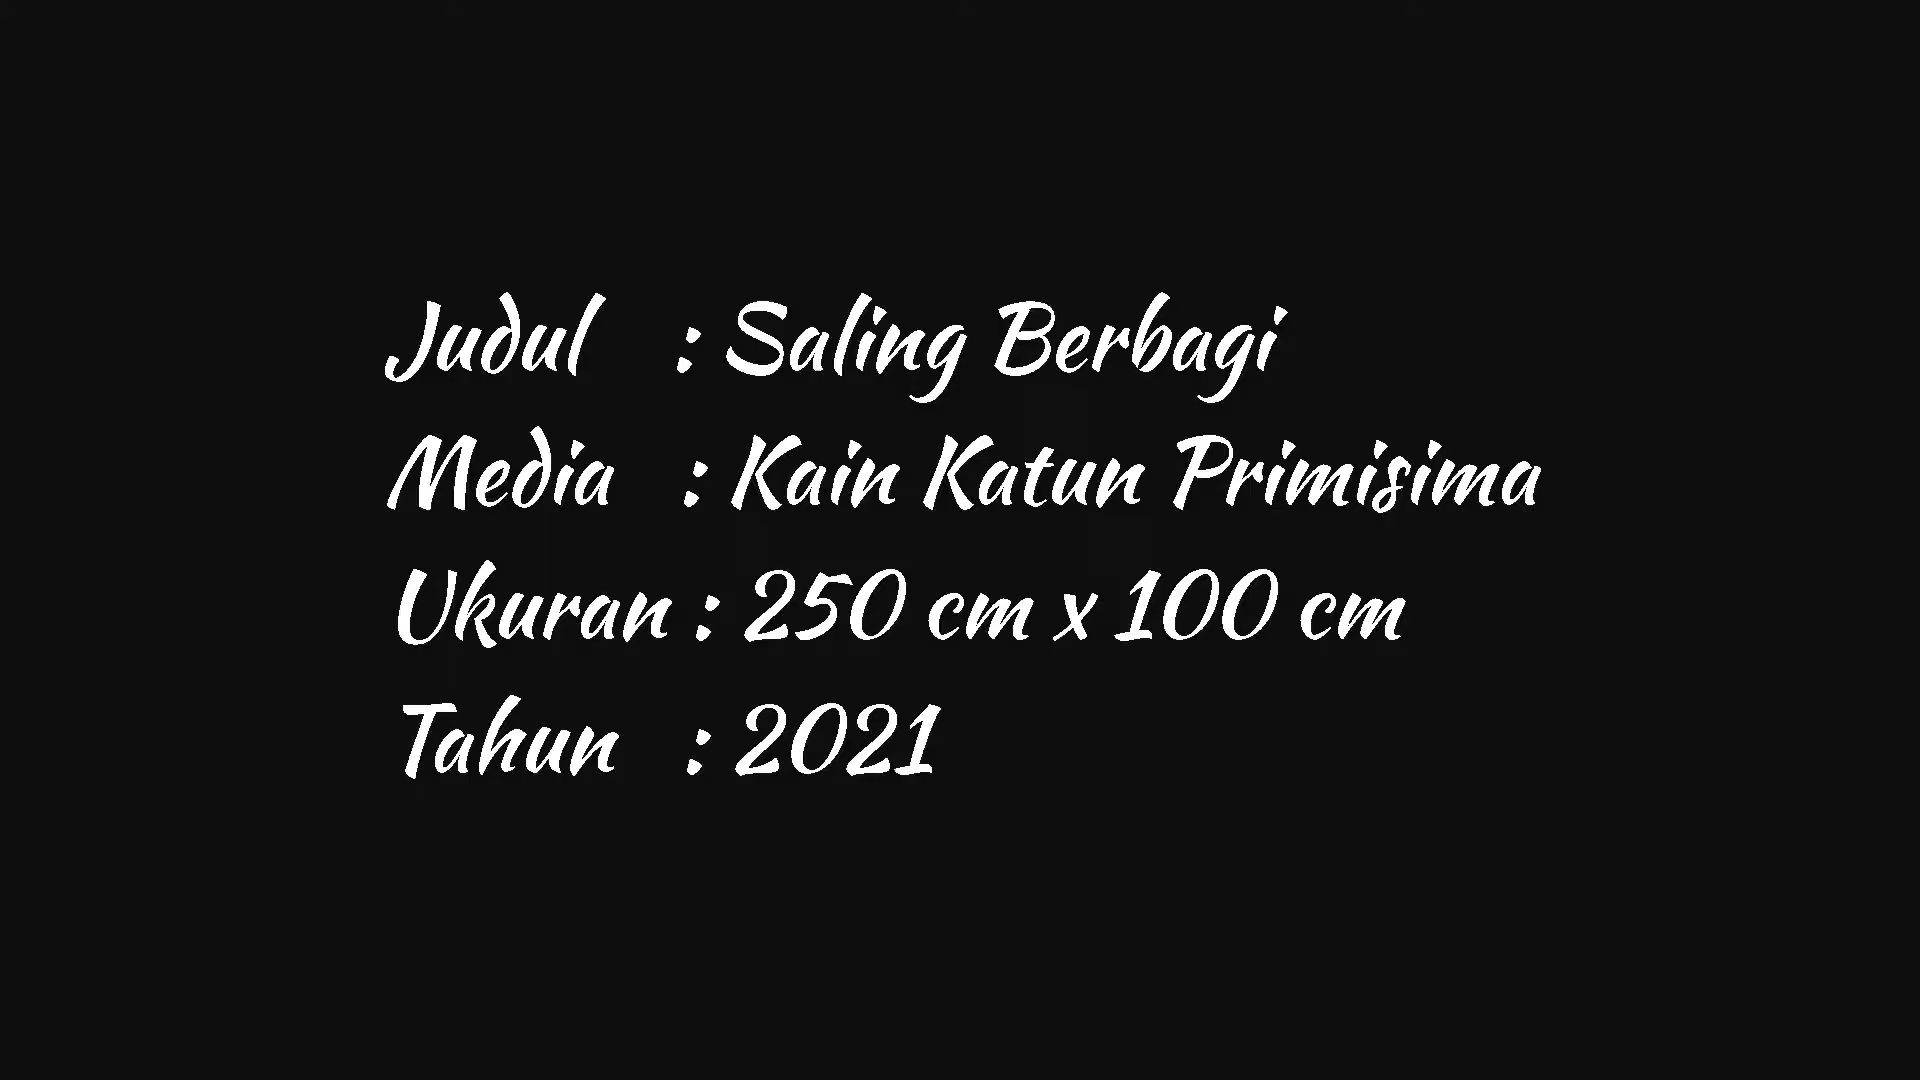 Judul : Saling Berbagi
Media : Kain Katun Primisima
Ukuran : 250 cm x 100 cm
Tahun : 2021